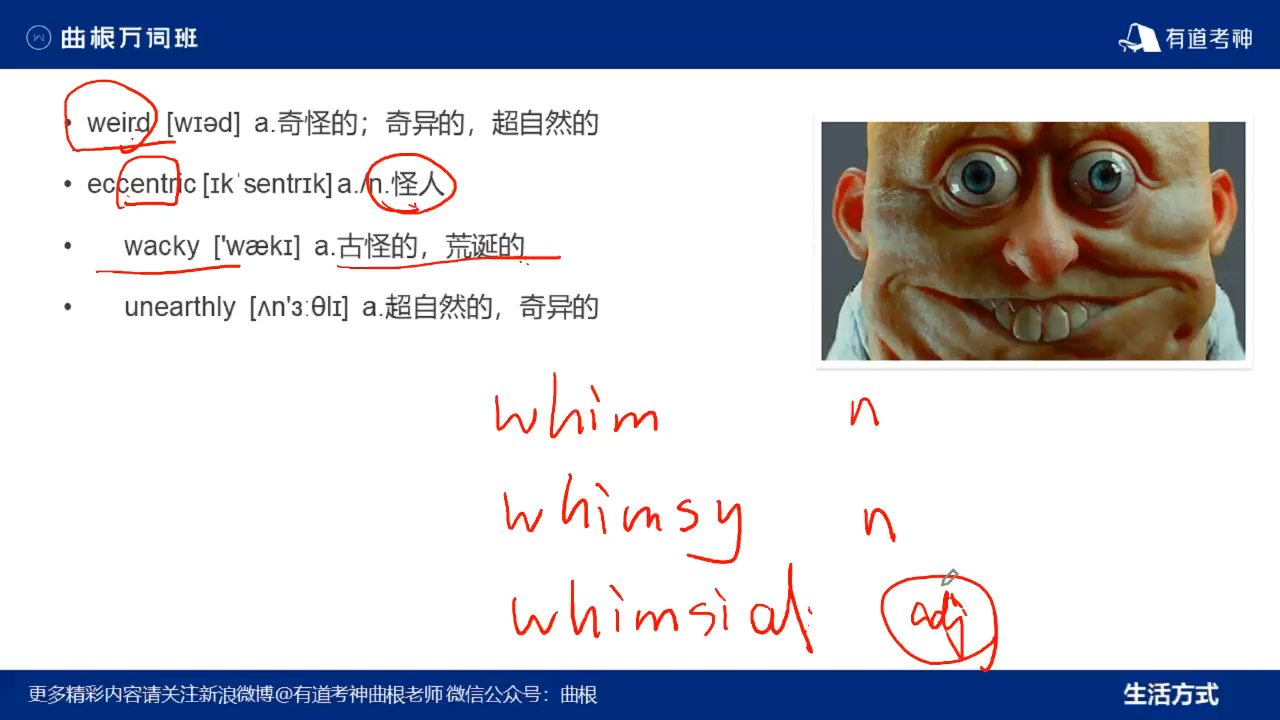 曲根万词班
有道考神
• weird [wɪəd] a.奇怪的；奇异的，超自然的
• eccentric [ɪkˈsentrɪk] a./n.怪人
• wacky ['wækɪ] a.古怪的，荒诞的
• unearthly [ʌn'ɜːθlɪ] a.超自然的，奇异的
whim n
whimsy n
whimsial adj
更多精彩内容请关注新浪微博@有道考神曲根老师 微信公众号：曲根
生活方式